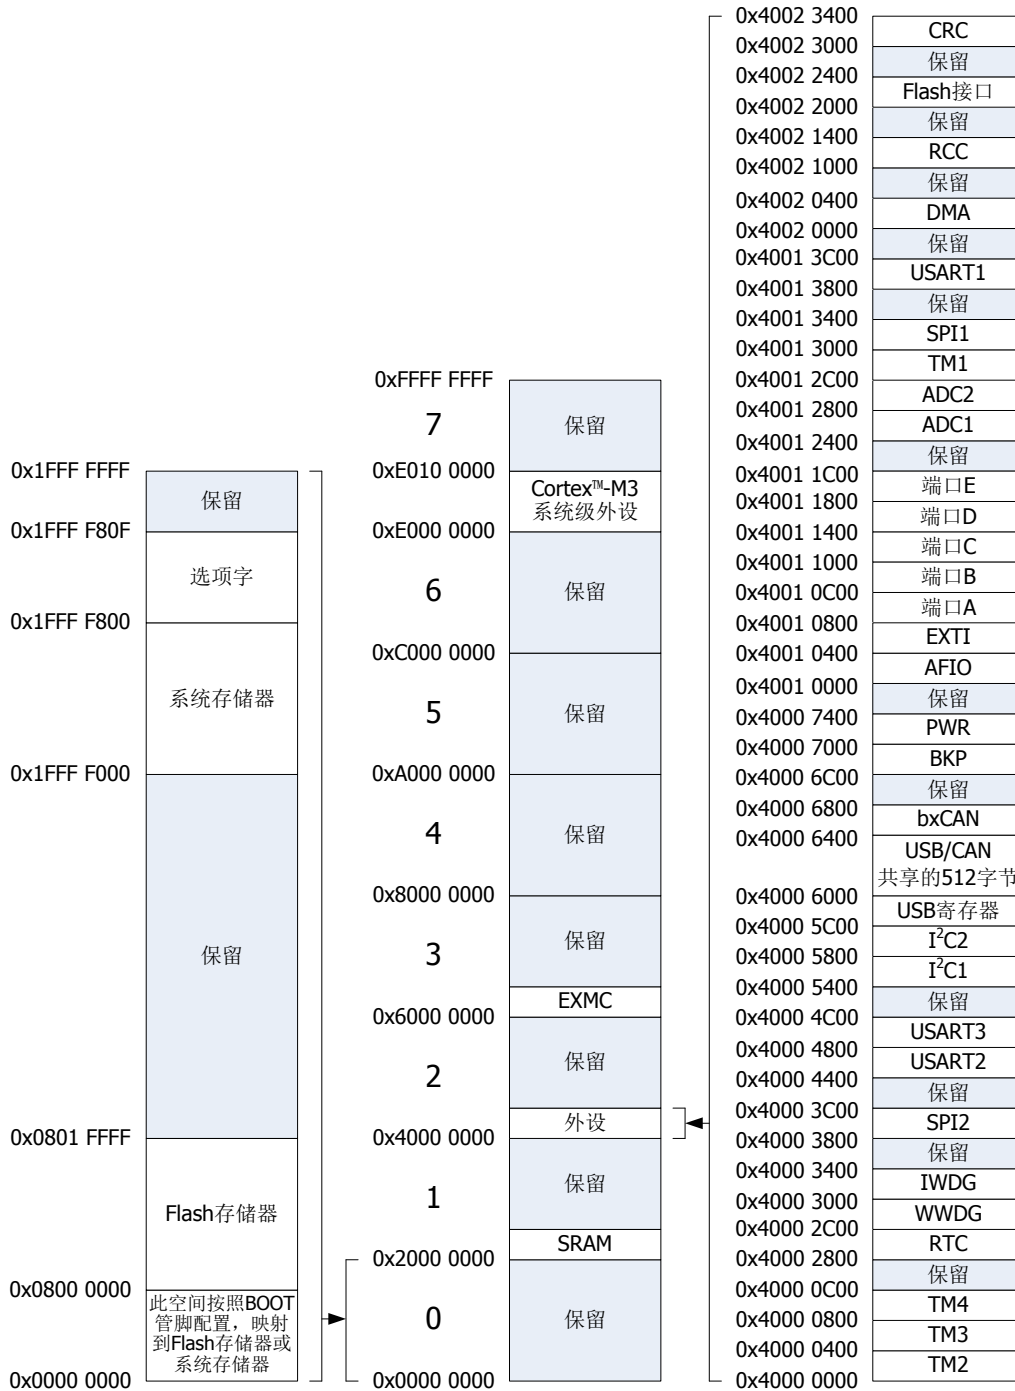 0x1FFF FFFF
保留
0x1FFF F80F
选项字
0x1FFF F800
系统存储器
0x1FFF F000
保留
0x0801 FFFF
Flash存储器
0x0800 0000
此空间按照BOOT
管脚配置，映射
到Flash存储器或
系统存储器
0x0000 0000
0xFFFF FFFF
7
保留
0xE010 0000
Cortex™-M3
系统级外设
0xE000 0000
6
保留
0xC000 0000
5
保留
0xA000 0000
4
保留
0x8000 0000
3
保留
EXMC
0x6000 0000
2
保留
外设
0x4000 0000
1
保留
SRAM
0x2000 0000
0
保留
0x0000 0000
0x4002 3400
CRC
0x4002 3000
保留
0x4002 2400
Flash接口
0x4002 2000
保留
0x4002 1400
RCC
0x4002 1000
保留
0x4002 0400
DMA
0x4002 0000
保留
0x4001 3C00
USART1
0x4001 3800
保留
0x4001 3400
SPI1
0x4001 3000
TM1
0x4001 2C00
ADC2
0x4001 2800
ADC1
0x4001 2400
保留
0x4001 1C00
端口E
0x4001 1800
端口D
0x4001 1400
端口C
0x4001 1000
端口B
0x4001 0C00
端口A
0x4001 0800
EXTI
0x4001 0400
AFIO
0x4001 0000
保留
0x4000 7400
PWR
0x4000 7000
BKP
0x4000 6C00
保留
0x4000 6800
bxCAN
0x4000 6400
USB/CAN
共享的512字节
0x4000 6000
USB寄存器
0x4000 5C00
I²C2
0x4000 5800
I²C1
0x4000 5400
保留
0x4000 4C00
USART3
0x4000 4800
USART2
0x4000 4400
保留
0x4000 3C00
SPI2
0x4000 3800
保留
0x4000 3400
IWDG
0x4000 3000
WWDG
0x4000 2C00
RTC
0x4000 2800
保留
0x4000 0C00
TM4
0x4000 0800
TM3
0x4000 0400
TM2
0x4000 0000